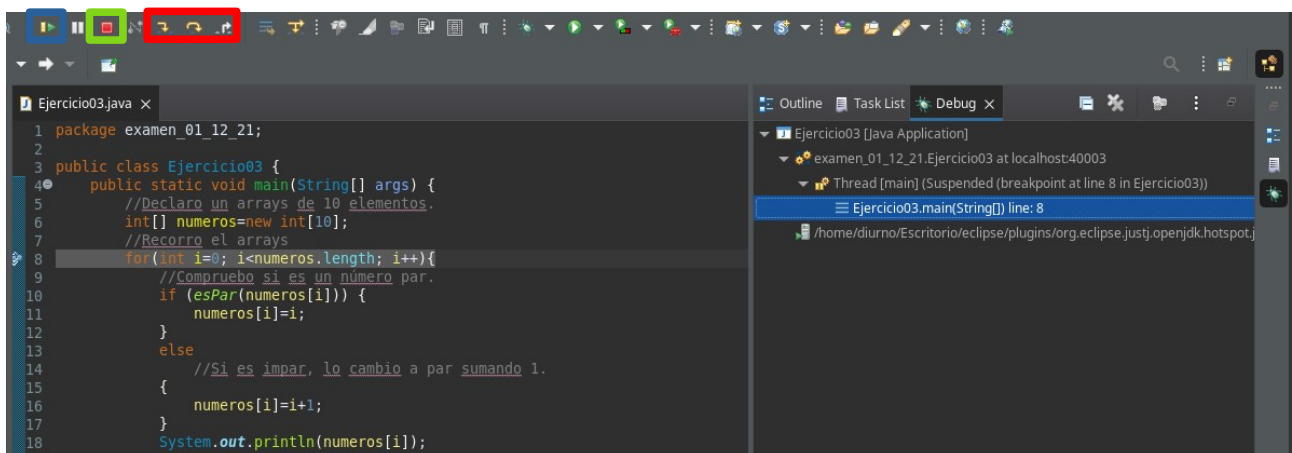 Ejercicio03.java
1 package examen_01_12_21;
2
3 public class Ejercicio03 {
4 public static void main(String[] args) {
5 //Declaro un arrays de 10 elementos.
6 int[] numeros=new int[10];
7 //Recorro el arrays
8 for(int i=0; i<numeros.length; i++){
9 //Compruebo si es un número par.
10 if (esPar(numeros[i])) {
11 numeros[i]=i;
12 }
13 else
14 //Si es impar, lo cambio a par sumando 1.
15 {
16 numeros[i]=i+1;
17 }
18 System.out.println(numeros[i]);
Outline Task List Debug
Ejercicio03 [Java Application]
examen_01_12_21.Ejercicio03 at localhost:40003
Thread [main] (Suspended (breakpoint at line 8 in Ejercicio03))
Ejercicio03.main(String[]) line: 8
/home/diurno/Escritorio/eclipse/plugins/org.eclipse.justj.openjdk.hotspot.j